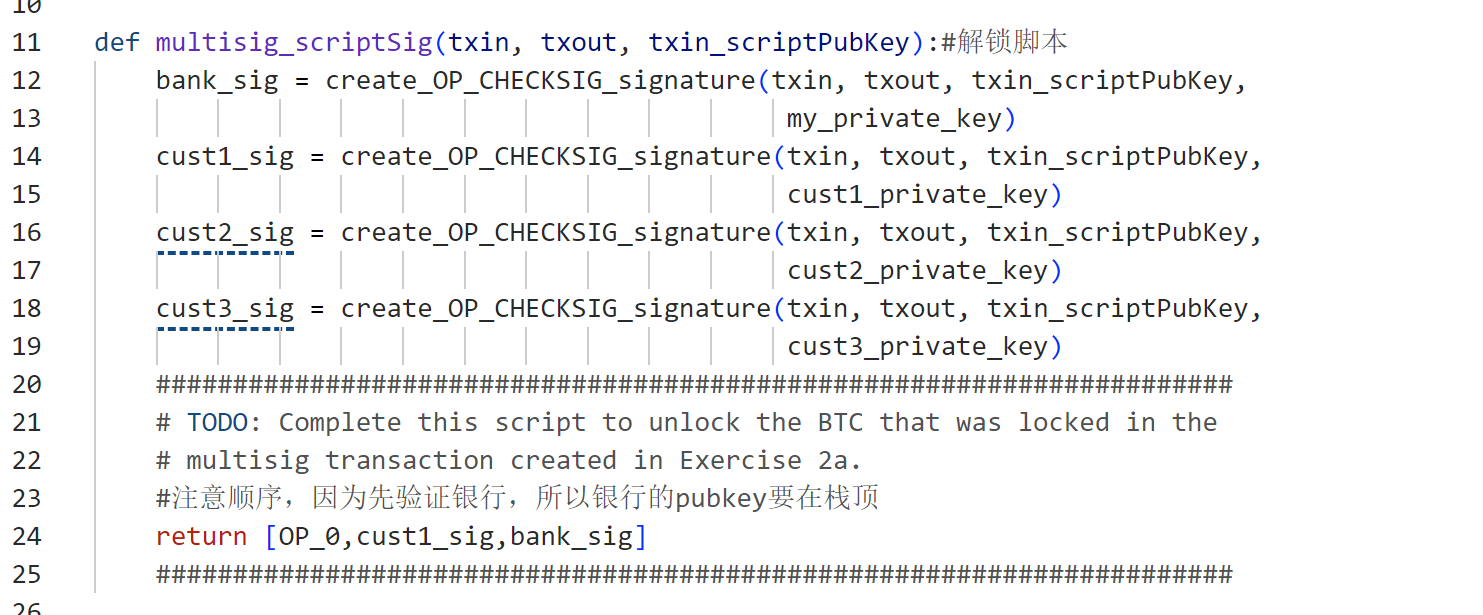 10
11 def multisig_scriptSig(txin, txout, txin_scriptPubKey):#解锁脚本
12 bank_sig = create_OP_CHECKSIG_signature(txin, txout, txin_scriptPubKey,
13 my_private_key)
14 cust1_sig = create_OP_CHECKSIG_signature(txin, txout, txin_scriptPubKey,
15 cust1_private_key)
16 cust2_sig = create_OP_CHECKSIG_signature(txin, txout, txin_scriptPubKey,
17 cust2_private_key)
18 cust3_sig = create_OP_CHECKSIG_signature(txin, txout, txin_scriptPubKey,
19 cust3_private_key)
20 ######################################################################
21 # TODO: Complete this script to unlock the BTC that was locked in the
22 # multisig transaction created in Exercise 2a.
23 #注意顺序，因为先验证银行，所以银行的pubkey要在栈顶
24 return [OP_0,cust1_sig,bank_sig]
25 ######################################################################
26